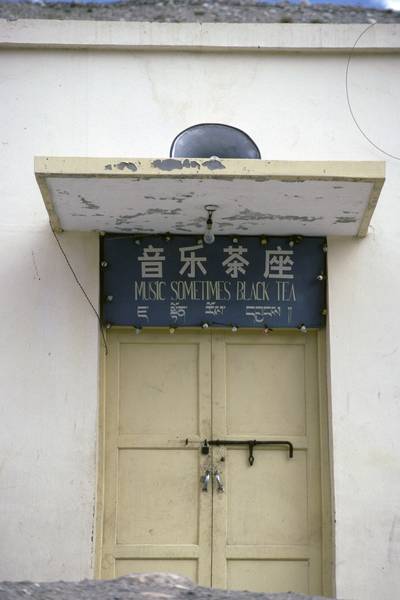 音乐茶座
MUSIC SOMETIMES BLACK TEA